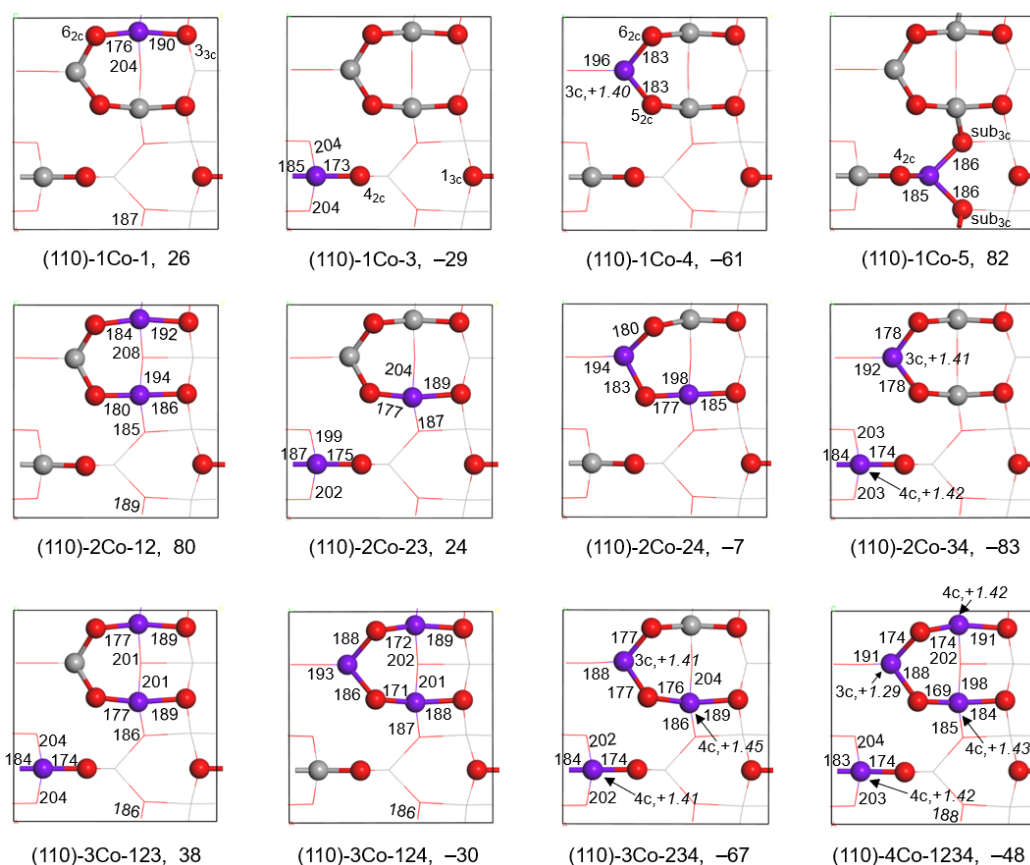 6₂c 176 190 3₃c
204
(110)-1Co-1, 26
204
185 173
204 4₂c 1₃c
(110)-1Co-3, –29
187
6₂c
196 183
3c,+1.40 183
5₂c
(110)-1Co-4, –61
sub₃c
4₂c 186
185 186
sub₃c
(110)-1Co-5, 82
184 192
208
194
180 186
185
189
(110)-2Co-12, 80
204 189
177 187
199
187 175
202
(110)-2Co-23, 24
180
194 198
183 177 185
(110)-2Co-24, –7
178
3c,+1.41
192 178
203
184 174
203 4c,+1.42
(110)-2Co-34, –83
177 189
201
201
177 189
186
204
184 174
204 186
(110)-3Co-123, 38
188 172 189
202
193 201
186 171 188
187
186
(110)-3Co-124, –30
177
3c,+1.41
188 204
177 176 189
186
4c,+1.45
202
184 174
202 4c,+1.41
(110)-3Co-234, –67
4c,+1.42
174 174 191
191 202
188 198
3c,+1.29 169 184
185
4c,+1.43
204
183 174
203 4c,+1.42
188
(110)-4Co-1234, –48